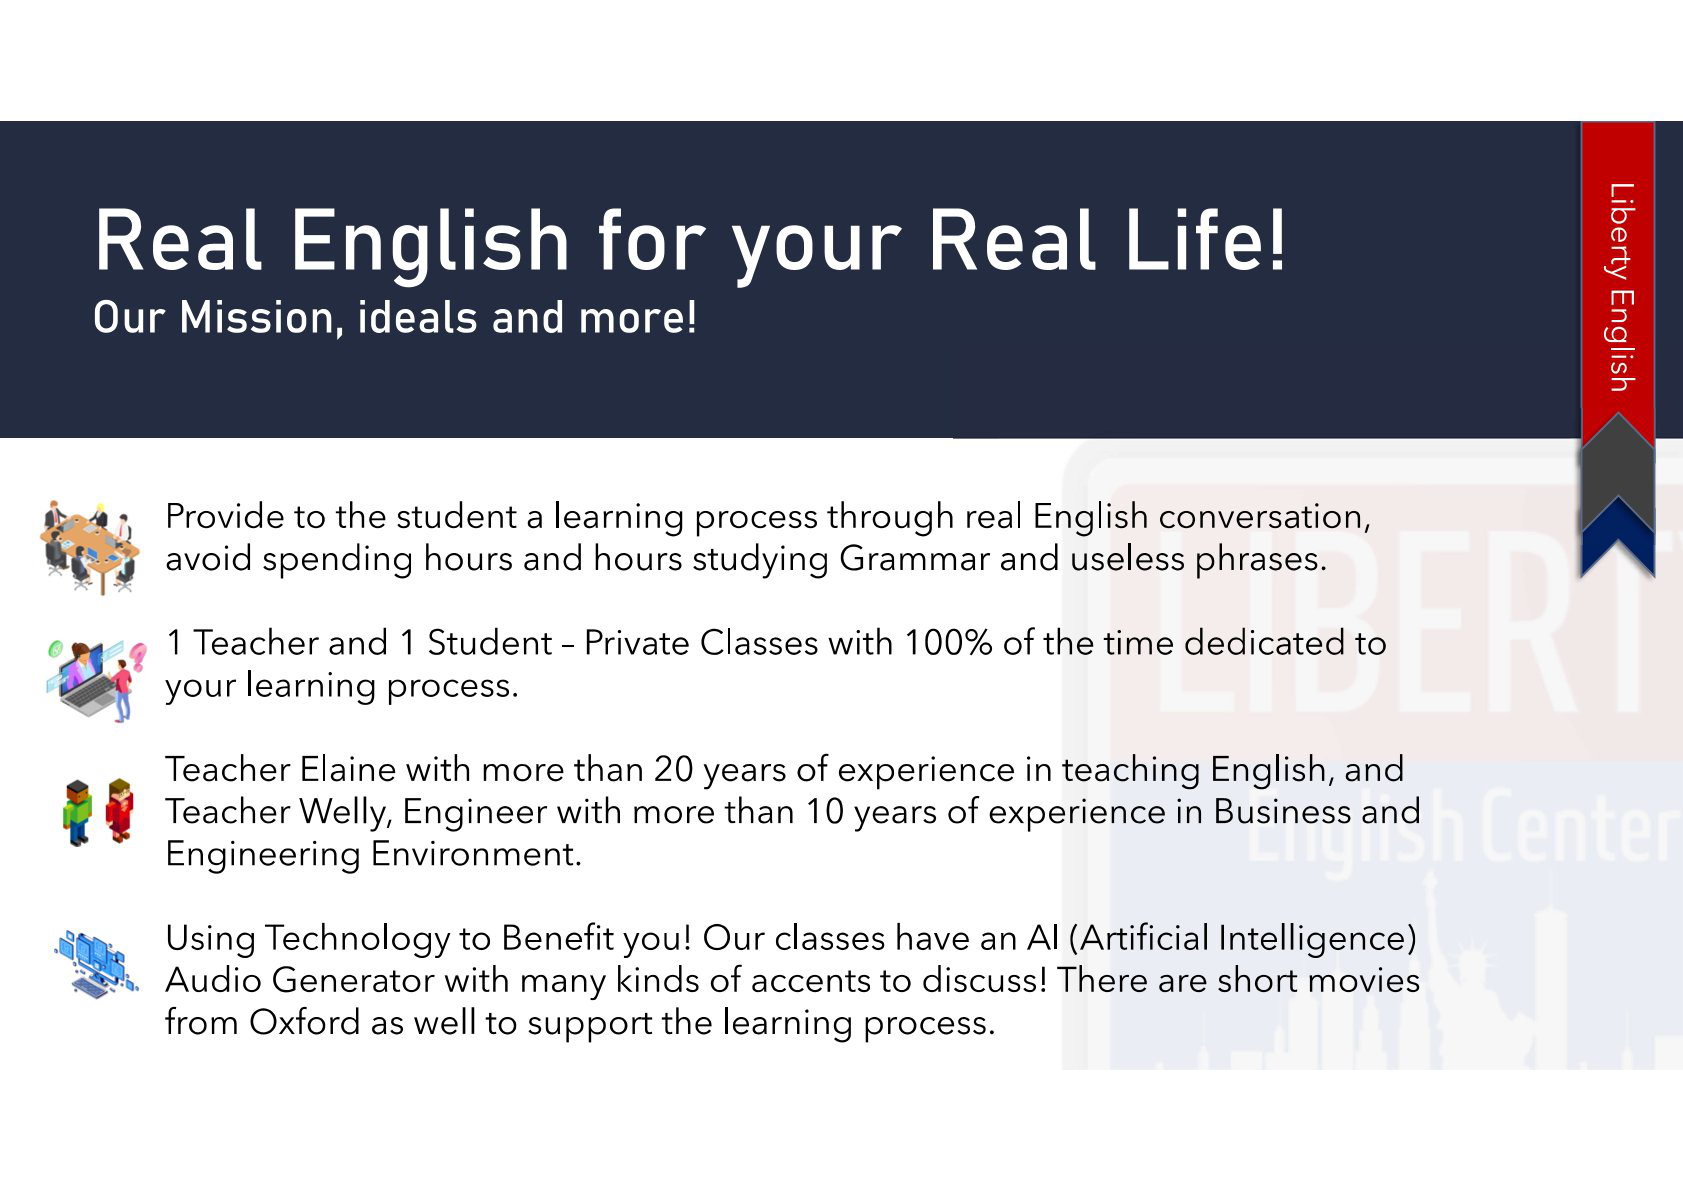 Real English for your Real Life!
Our Mission, ideals and more!
Liberty English
Provide to the student a learning process through real English conversation,
avoid spending hours and hours studying Grammar and useless phrases.
1 Teacher and 1 Student – Private Classes with 100% of the time dedicated to
your learning process.
Teacher Elaine with more than 20 years of experience in teaching English, and
Teacher Welly, Engineer with more than 10 years of experience in Business and
Engineering Environment.
Using Technology to Benefit you! Our classes have an AI (Artificial Intelligence)
Audio Generator with many kinds of accents to discuss! There are short movies
from Oxford as well to support the learning process.
LIBERTY
English Center